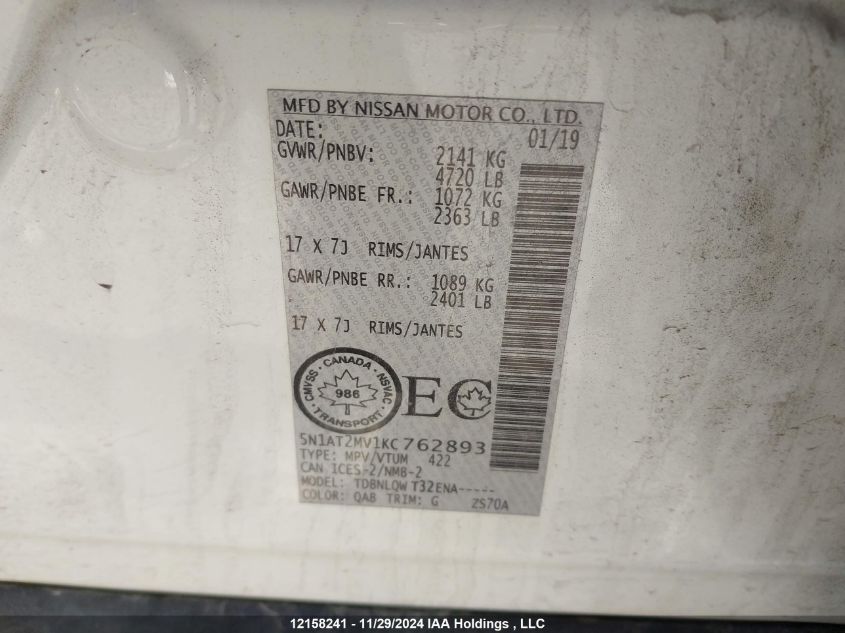 MFD BY NISSAN MOTOR CO., LTD.
DATE: 01/19
GVWR/PNBV: 2141 KG
4720 LB
GAWR/PNBE FR.: 1072 KG
2363 LB
17 X 7J RIMS/JANTES
GAWR/PNBE RR.: 1089 KG
2401 LB
17 X 7J RIMS/JANTES
CMVSS · CANADA · NSVAC
986
· TRANSPORT ·
EC
5N1AT2MV1KC762893
TYPE: MPV/VTUM 422
CAN ICES-2/NMB-2
MODEL: TDBNLQW T32ENA-----
COLOR: QAB TRIM: G ZS70A
12158241 - 11/29/2024 IAA Holdings , LLC